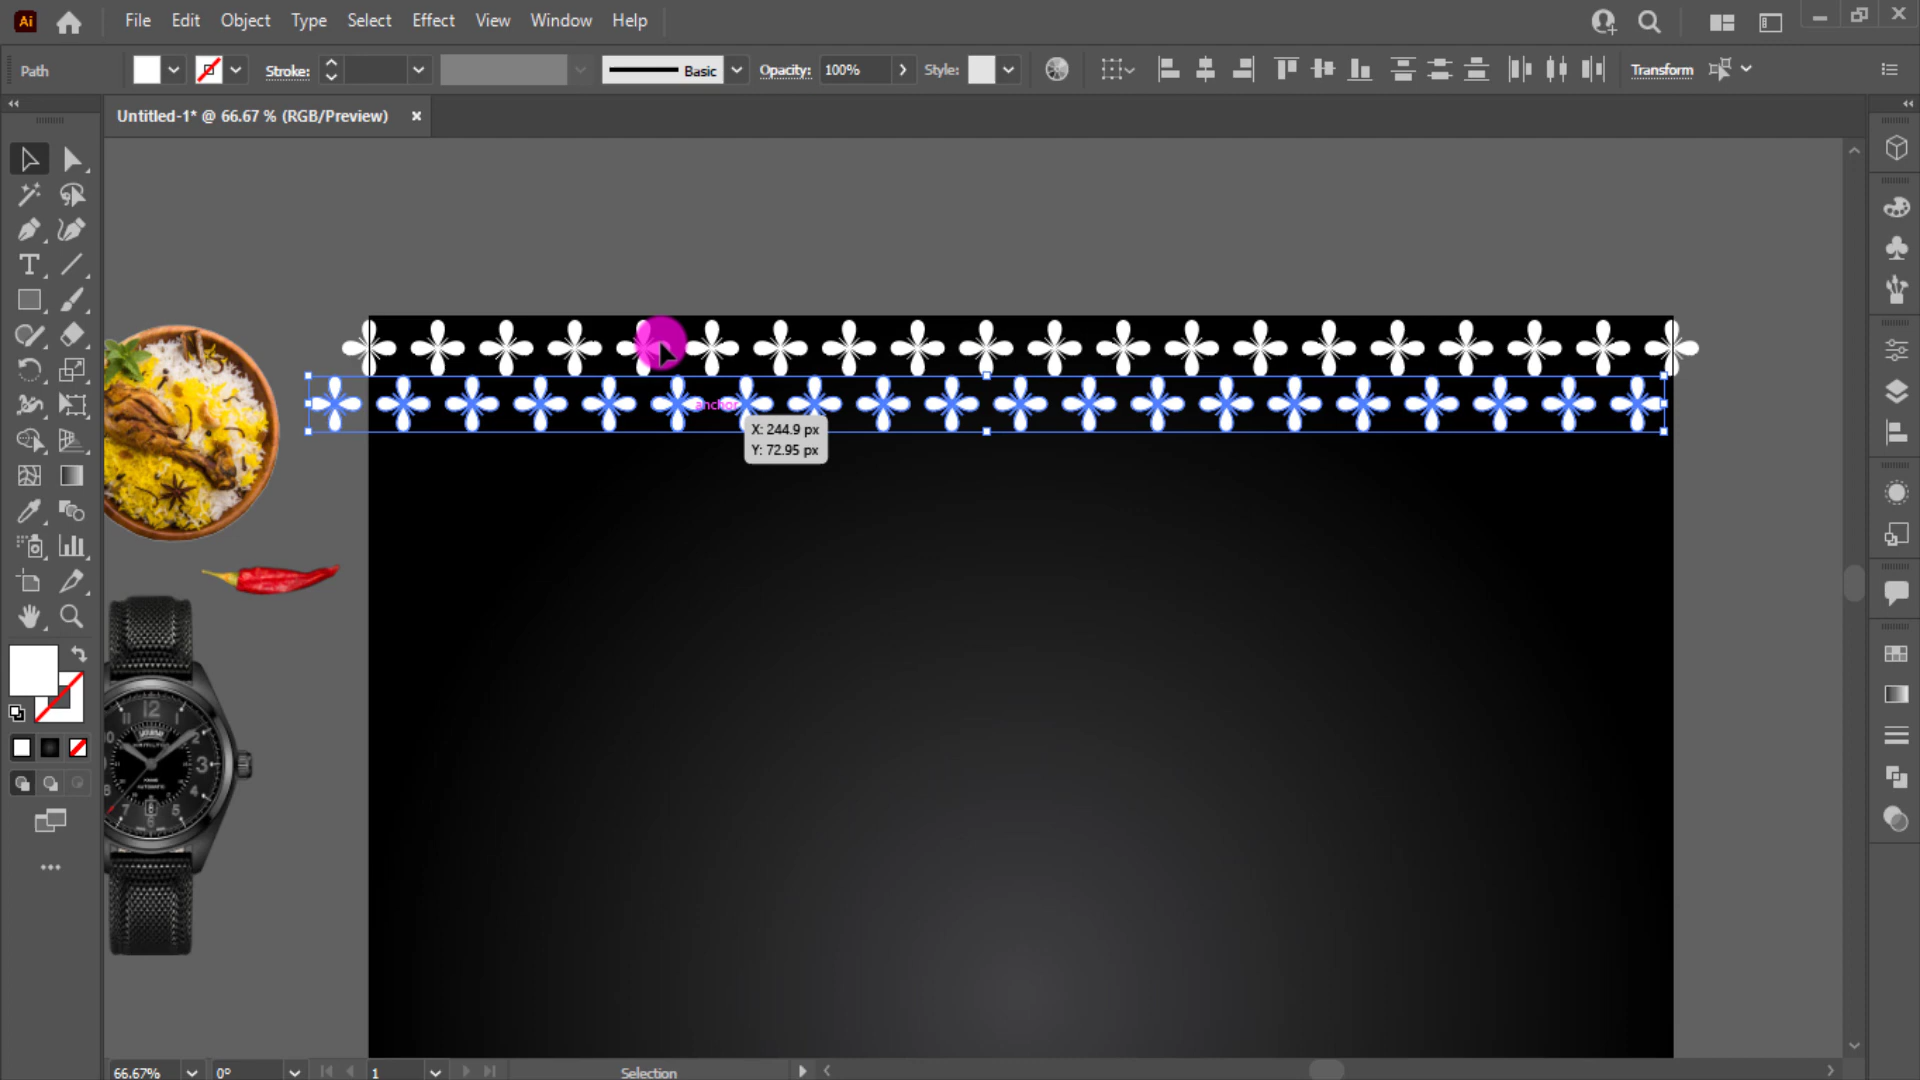 Ai File Edit Object Type Select Effect View Window Help
Path Stroke: Basic Opacity: 100% Style: Transform
Untitled-1* @ 66.67 % (RGB/Preview) ×
anchor
X: 244.9 px
Y: 72.95 px
66.67% 0° 1 Selection